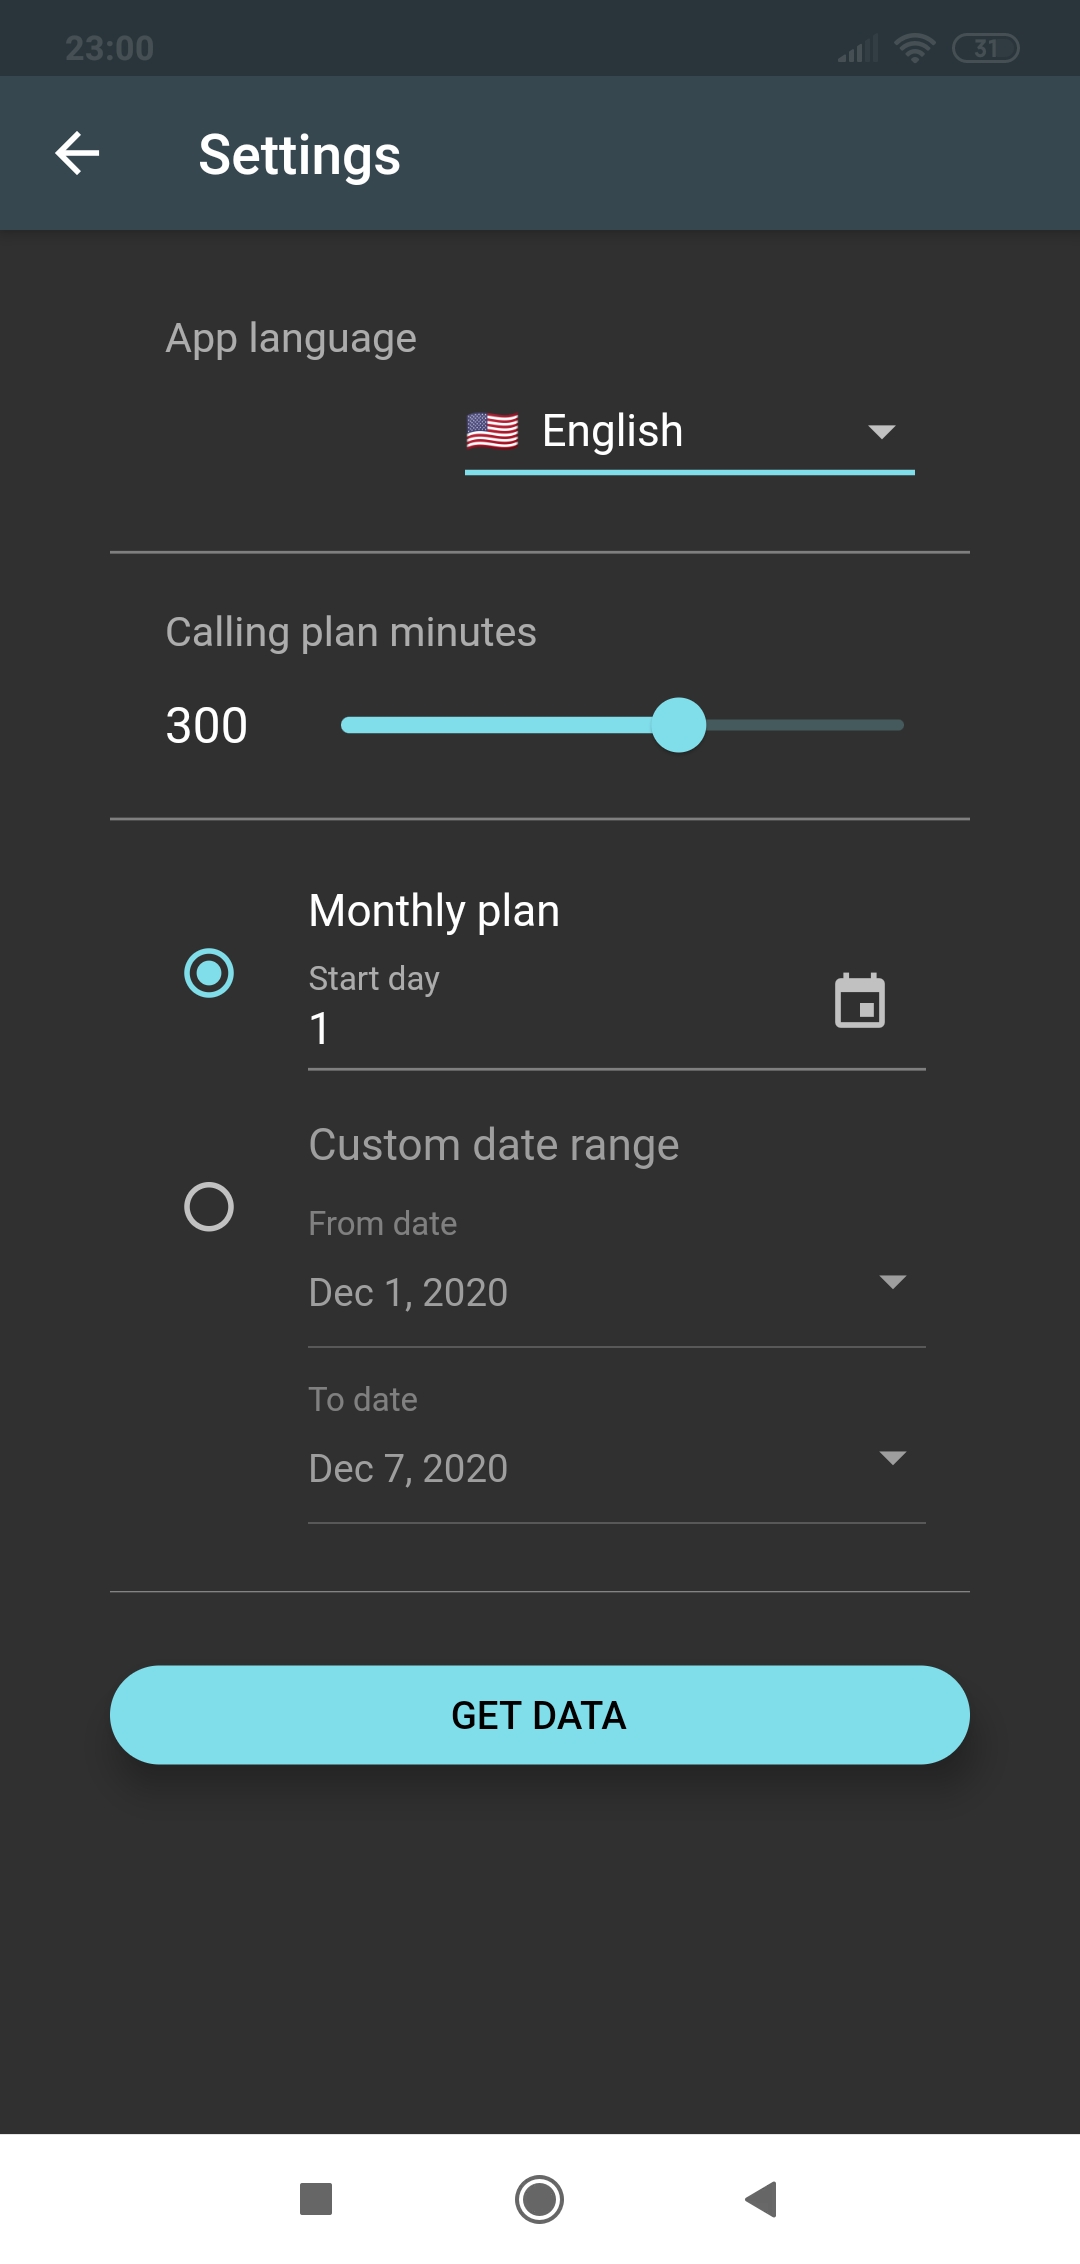 23:00
31
Settings
App language
English
Calling plan minutes
300
Monthly plan
Start day
1
Custom date range
From date
Dec 1, 2020
To date
Dec 7, 2020
GET DATA